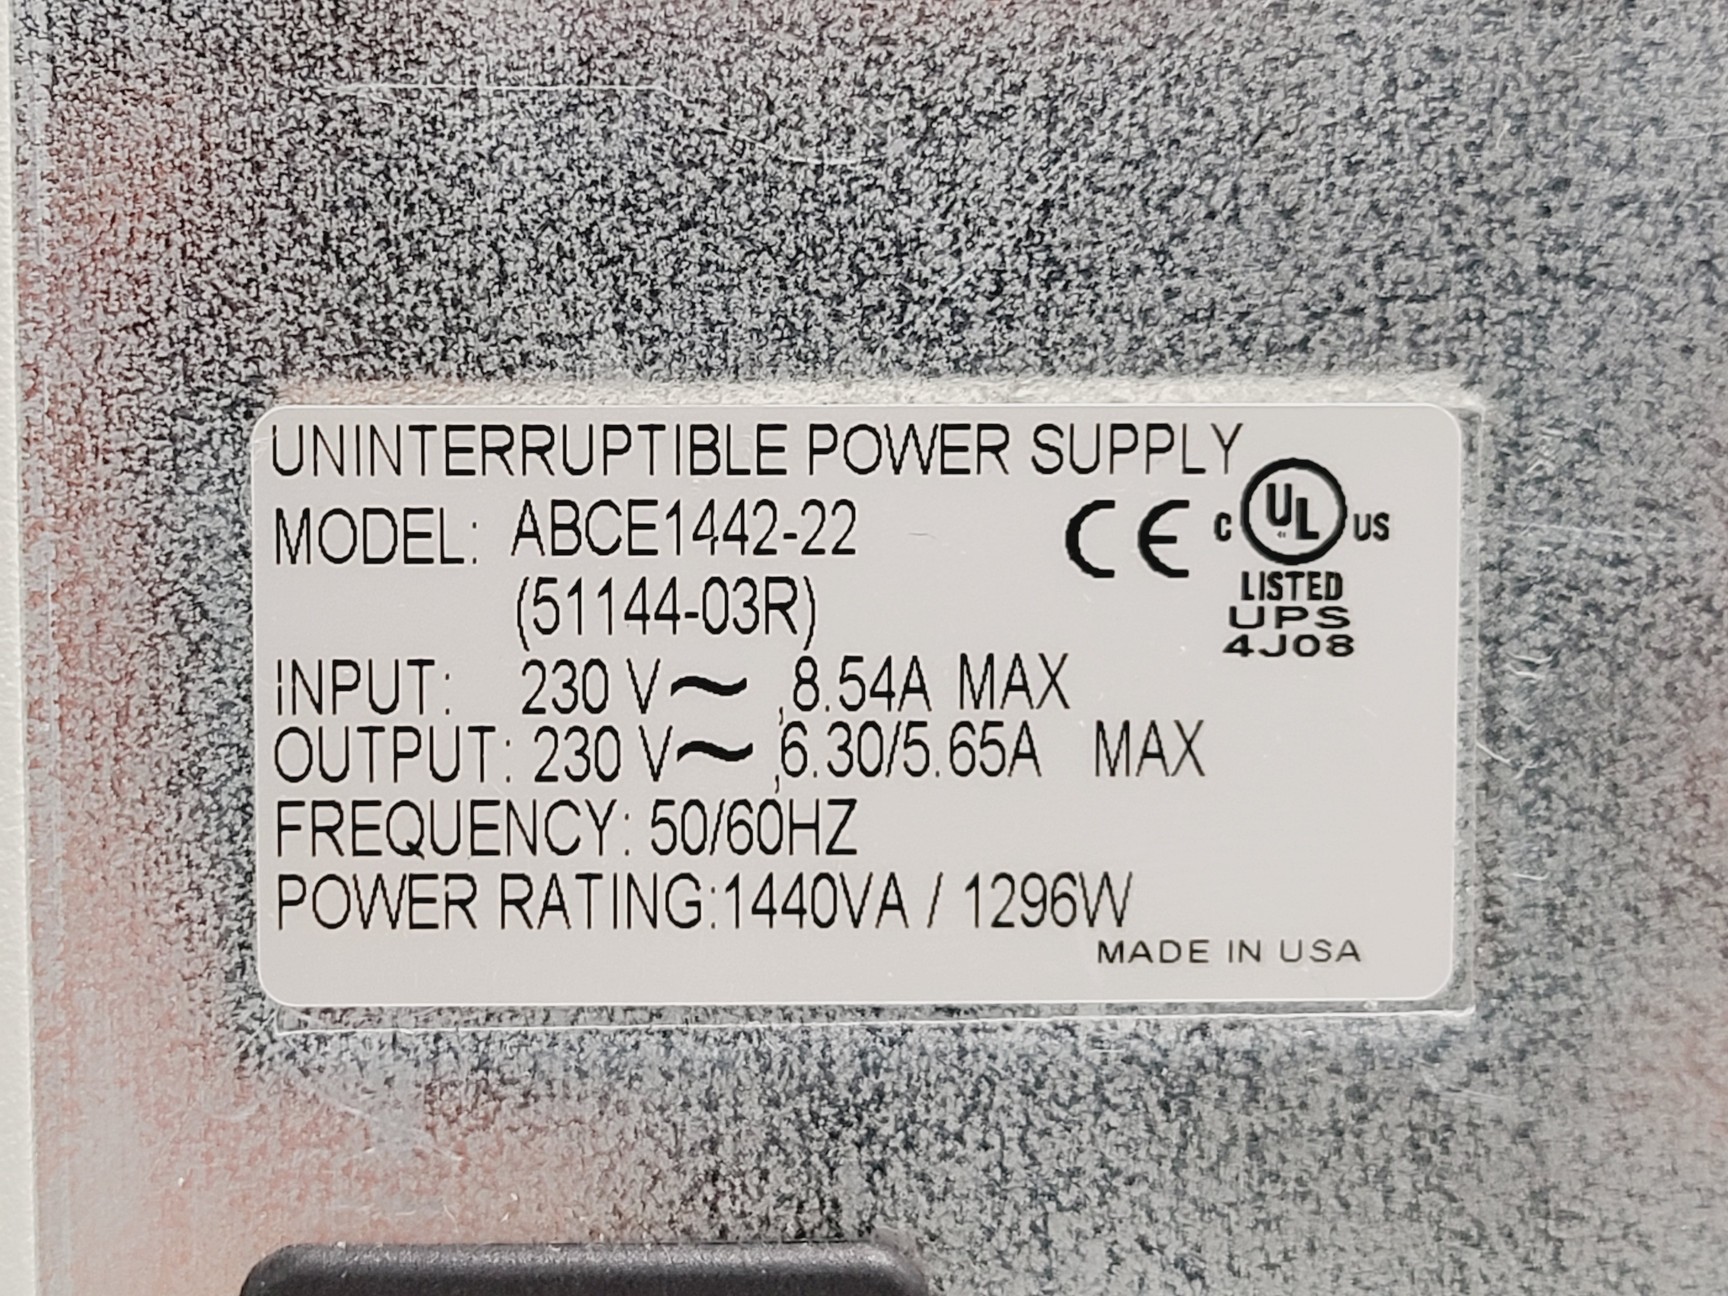 UNINTERRUPTIBLE POWER SUPPLY
MODEL: ABCE1442-22
(51144-03R)
CE
C UL US
LISTED
UPS
4J08
INPUT: 230 V~ ,8.54A MAX
OUTPUT: 230 V~ ,6.30/5.65A MAX
FREQUENCY: 50/60HZ
POWER RATING:1440VA / 1296W
MADE IN USA